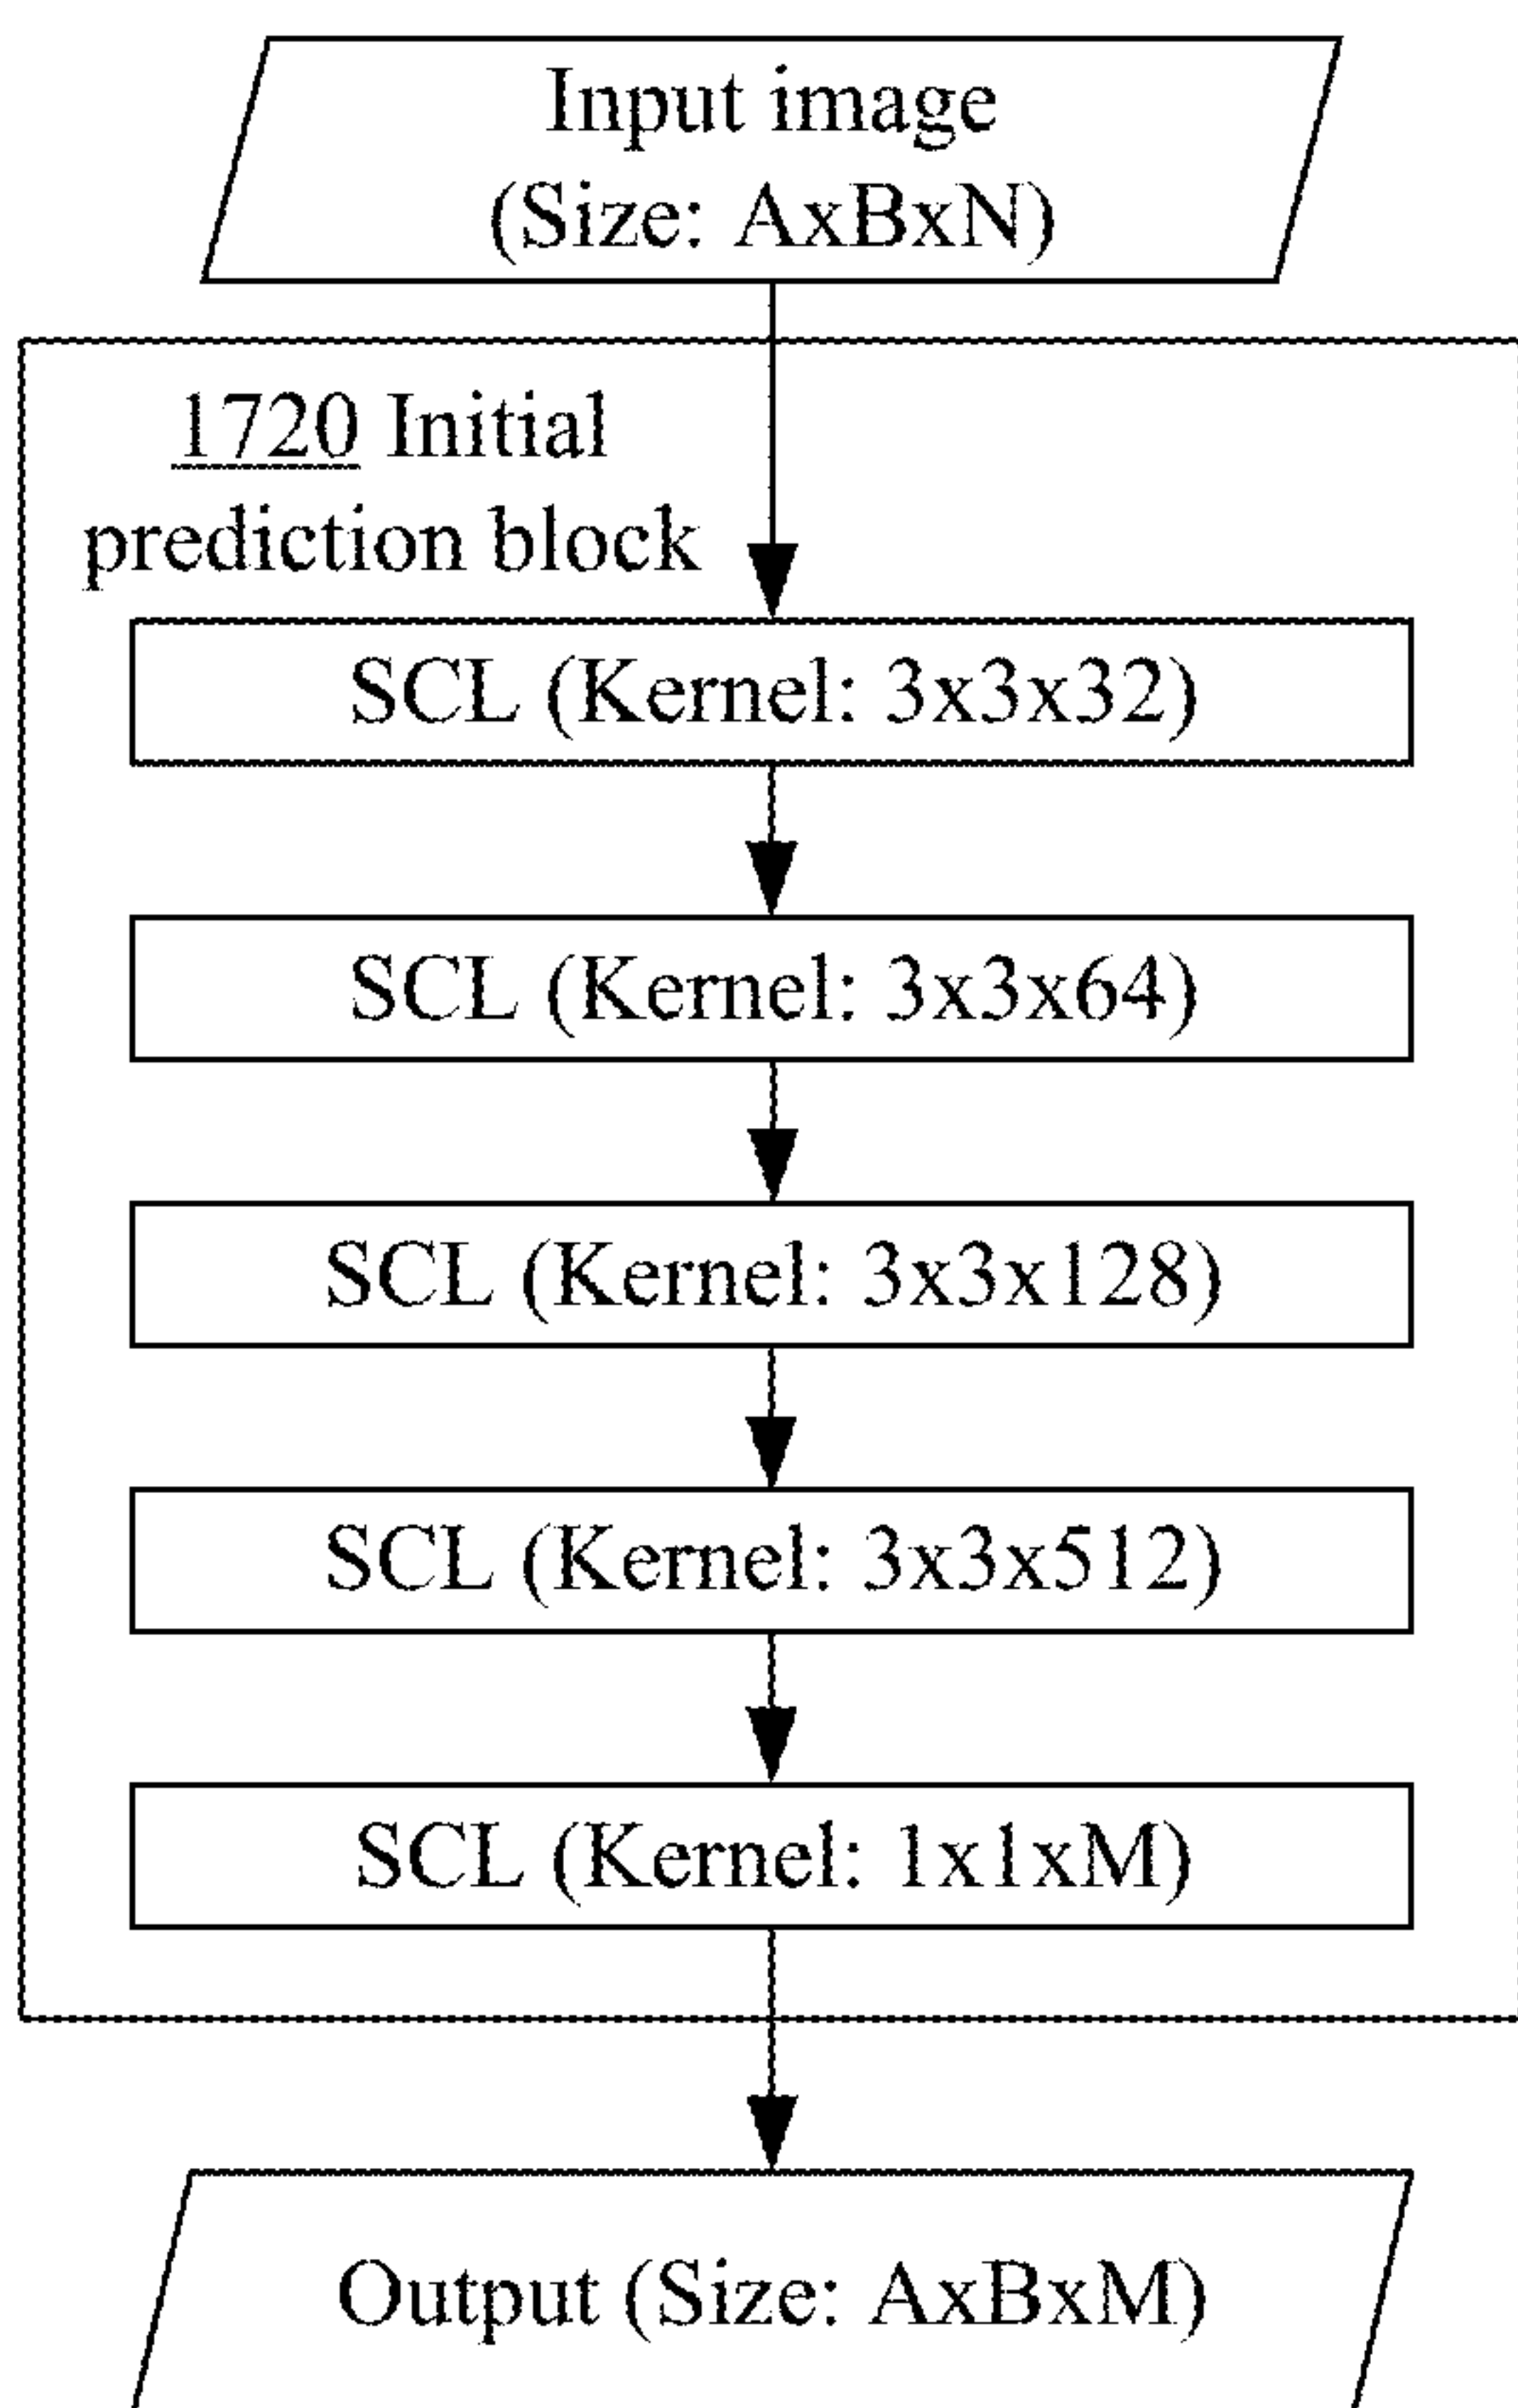 Input image
(Size: AxBxN)
1720 Initial
prediction block
SCL (Kernel: 3x3x32)
SCL (Kernel: 3x3x64)
SCL (Kernel: 3x3x128)
SCL (Kernel: 3x3x512)
SCL (Kernel: 1x1xM)
Output (Size: AxBxM)